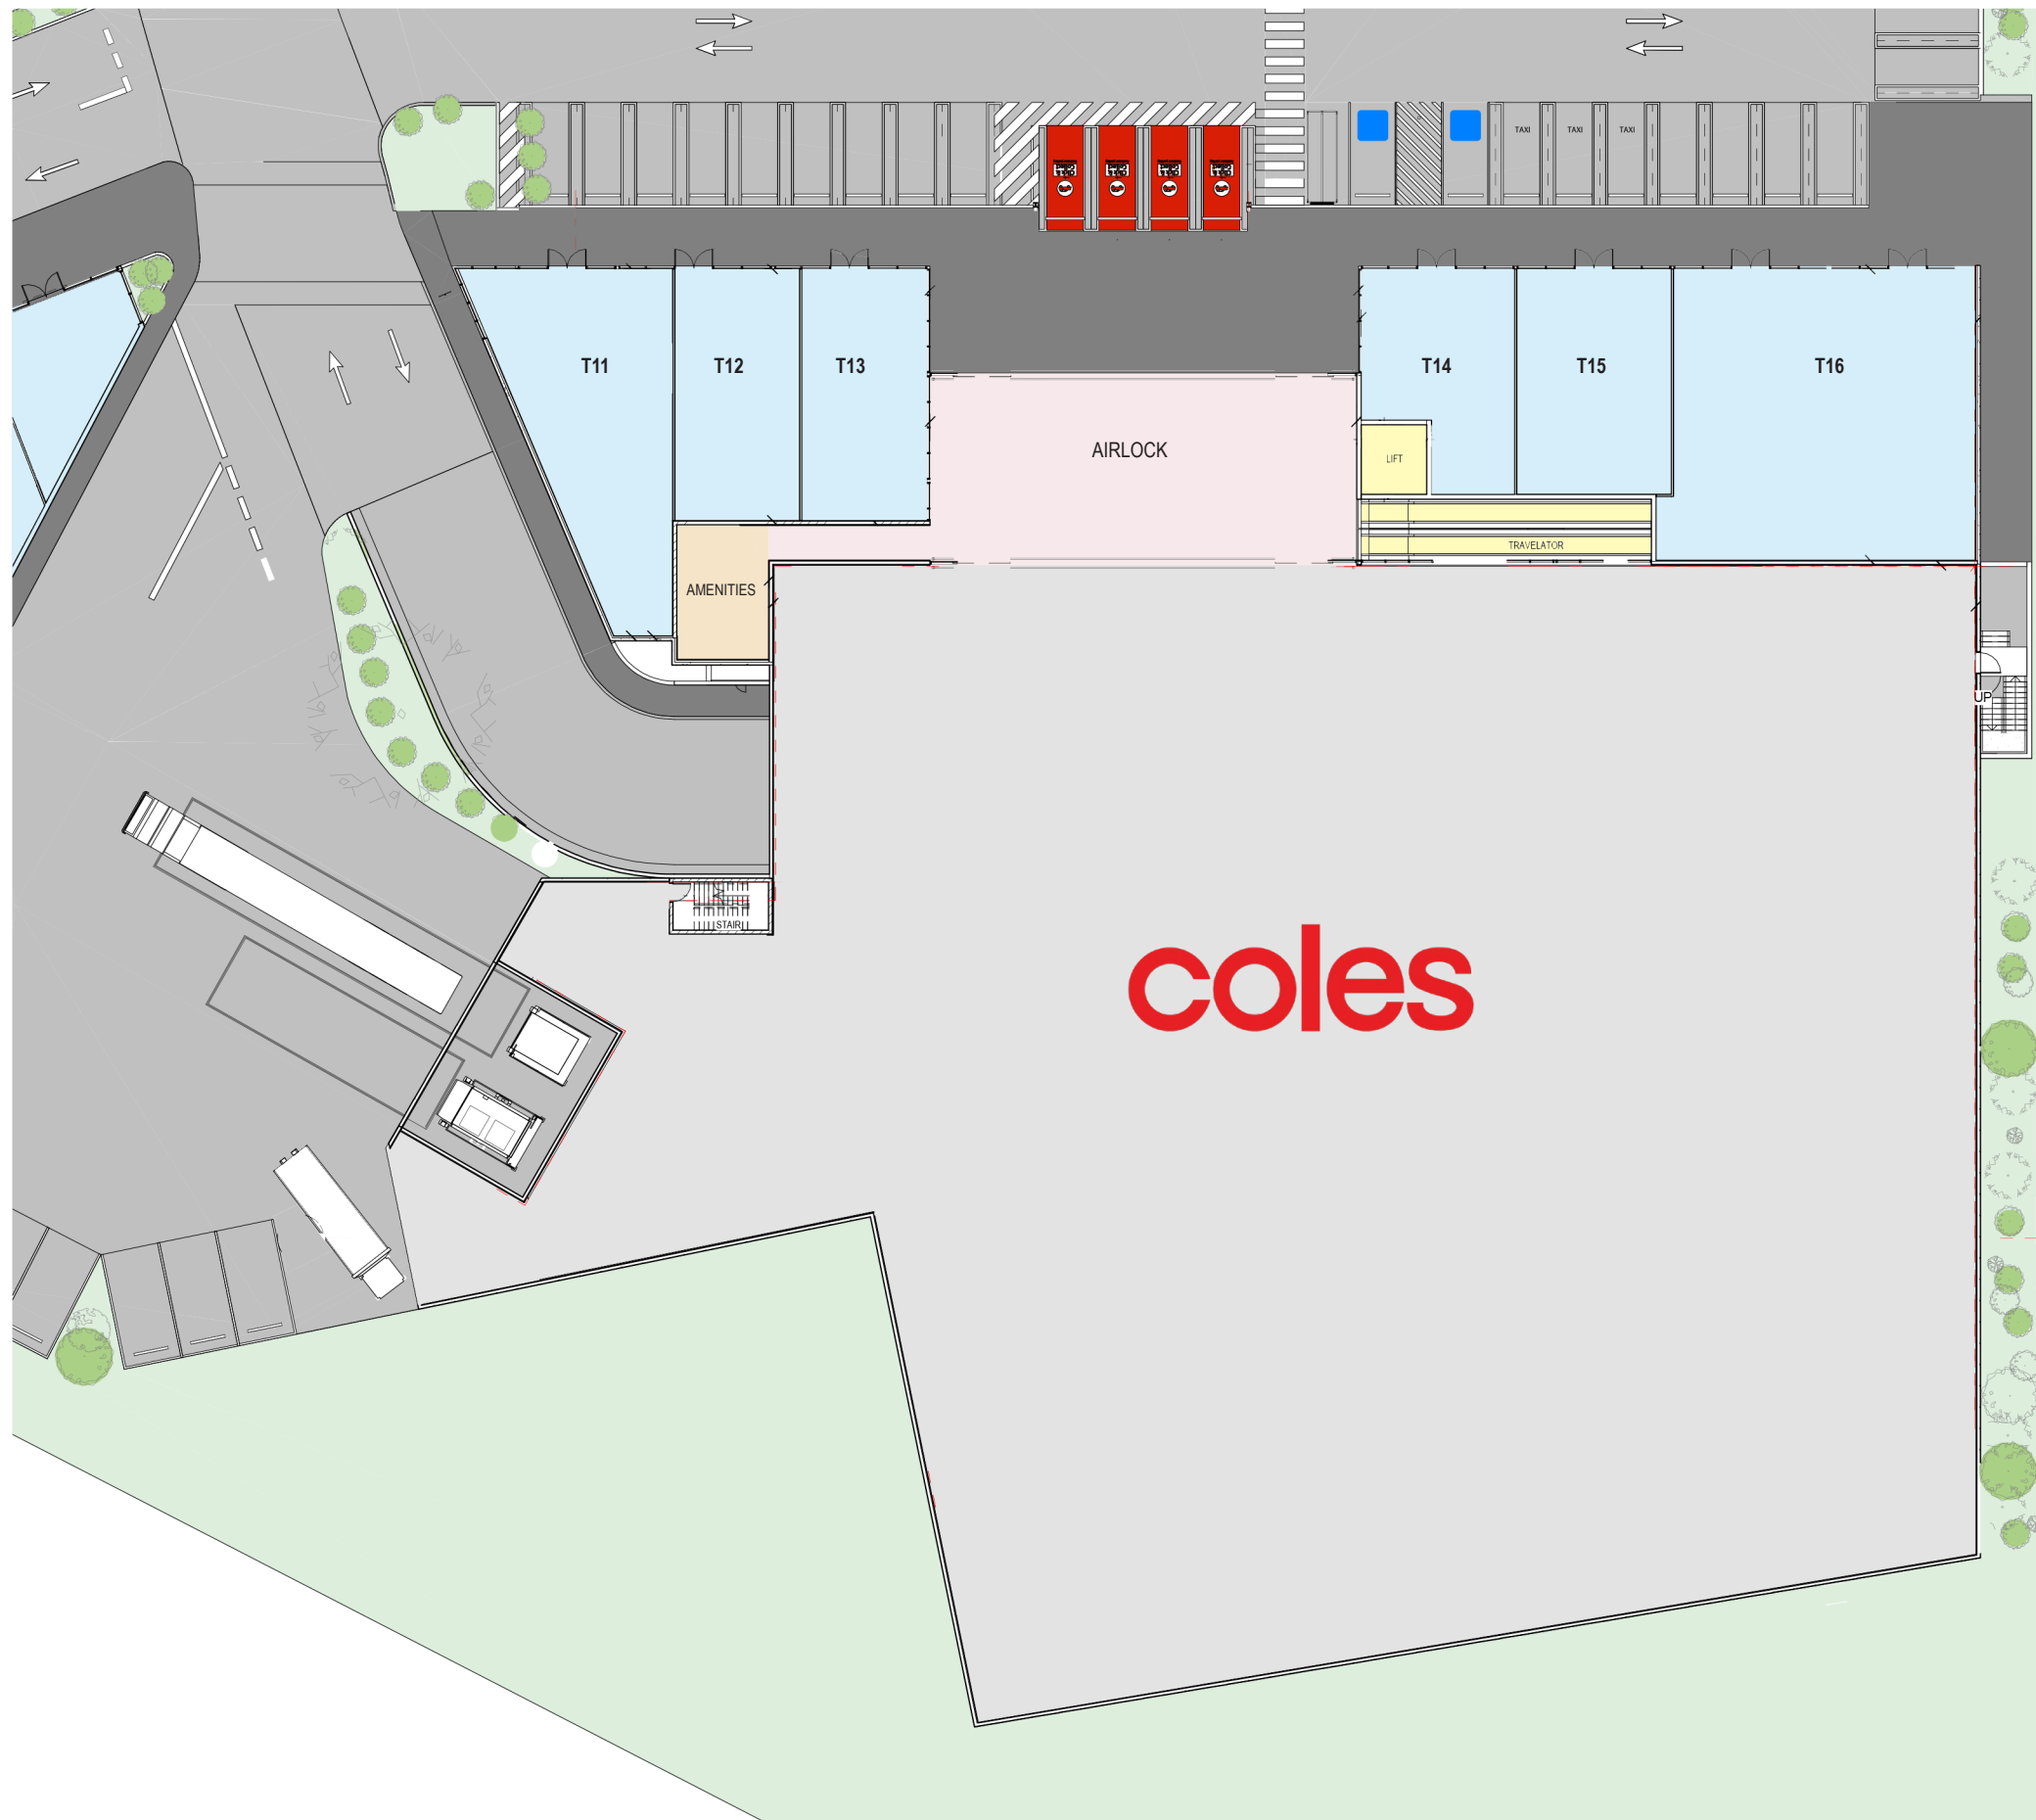 TAXI
TAXI
TAXI
T11
T12
T13
T14
T15
T16
AIRLOCK
LIFT
TRAVELATOR
AMENITIES
UP
STAIR
coles